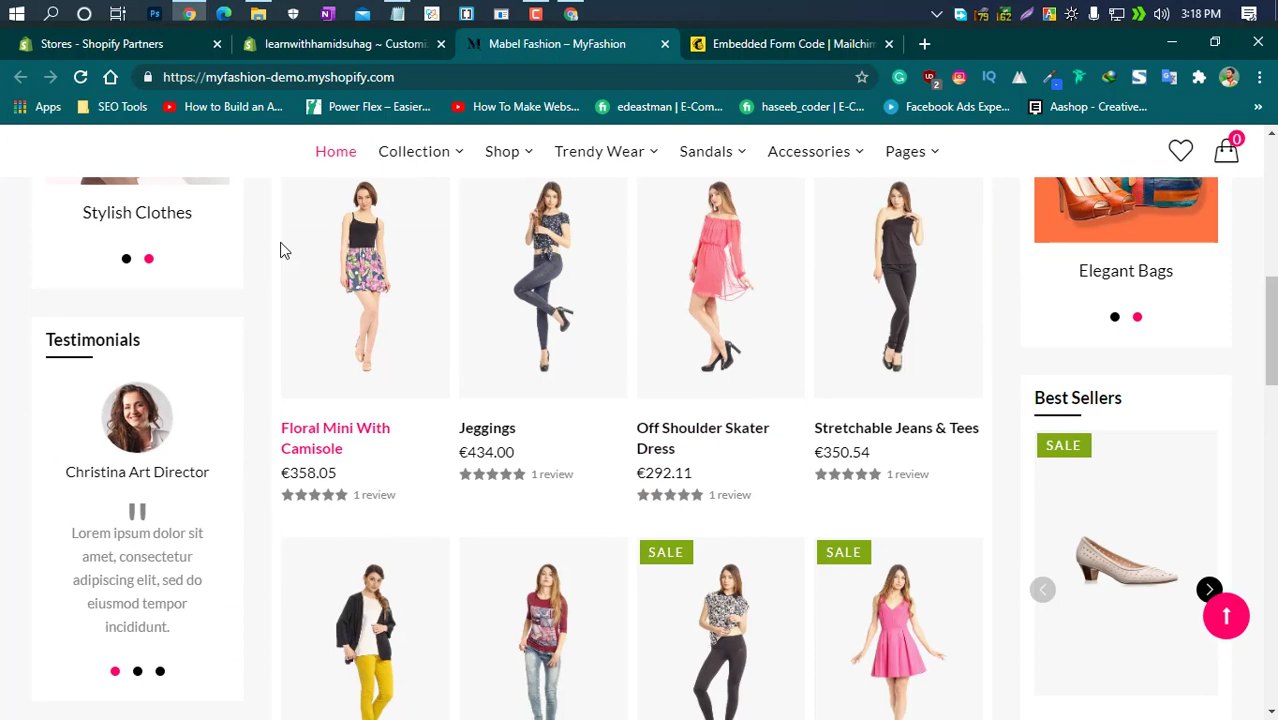 3:18 PM
Stores - Shopify Partners
learnwithhamidsuhag ~ Customiz
Mabel Fashion – MyFashion
Embedded Form Code | Mailchim
https://myfashion-demo.myshopify.com
Apps
SEO Tools
How to Build an A...
Power Flex – Easier...
How To Make Webs...
edeastman | E-Com...
haseeb_coder | E-C...
Facebook Ads Expe...
Aashop - Creative...
Home
Collection
Shop
Trendy Wear
Sandals
Accessories
Pages
0
Stylish Clothes
Testimonials
Christina Art Director
"
Lorem ipsum dolor sit
amet, consectetur
adipiscing elit, sed do
eiusmod tempor
incididunt.
Floral Mini With
Camisole
€358.05
1 review
Jeggings
€434.00
1 review
Off Shoulder Skater
Dress
€292.11
1 review
Stretchable Jeans & Tees
€350.54
1 review
SALE
SALE
Elegant Bags
Best Sellers
SALE